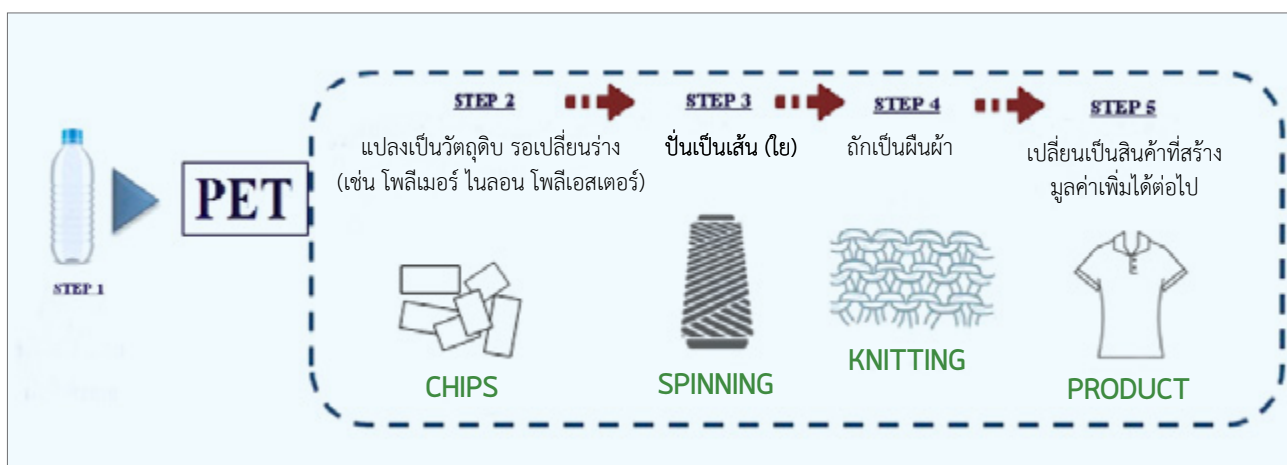 STEP 1
PET
STEP 2
แปลงเป็นวัตถุดิบ รอเปลี่ยนร่าง
(เช่น โพลีเมอร์ ไนลอน โพลีเอสเตอร์)
CHIPS
STEP 3
ปั่นเป็นเส้น (ใย)
SPINNING
STEP 4
ถักเป็นผืนผ้า
KNITTING
STEP 5
เปลี่ยนเป็นสินค้าที่สร้าง
มูลค่าเพิ่มได้ต่อไป
PRODUCT